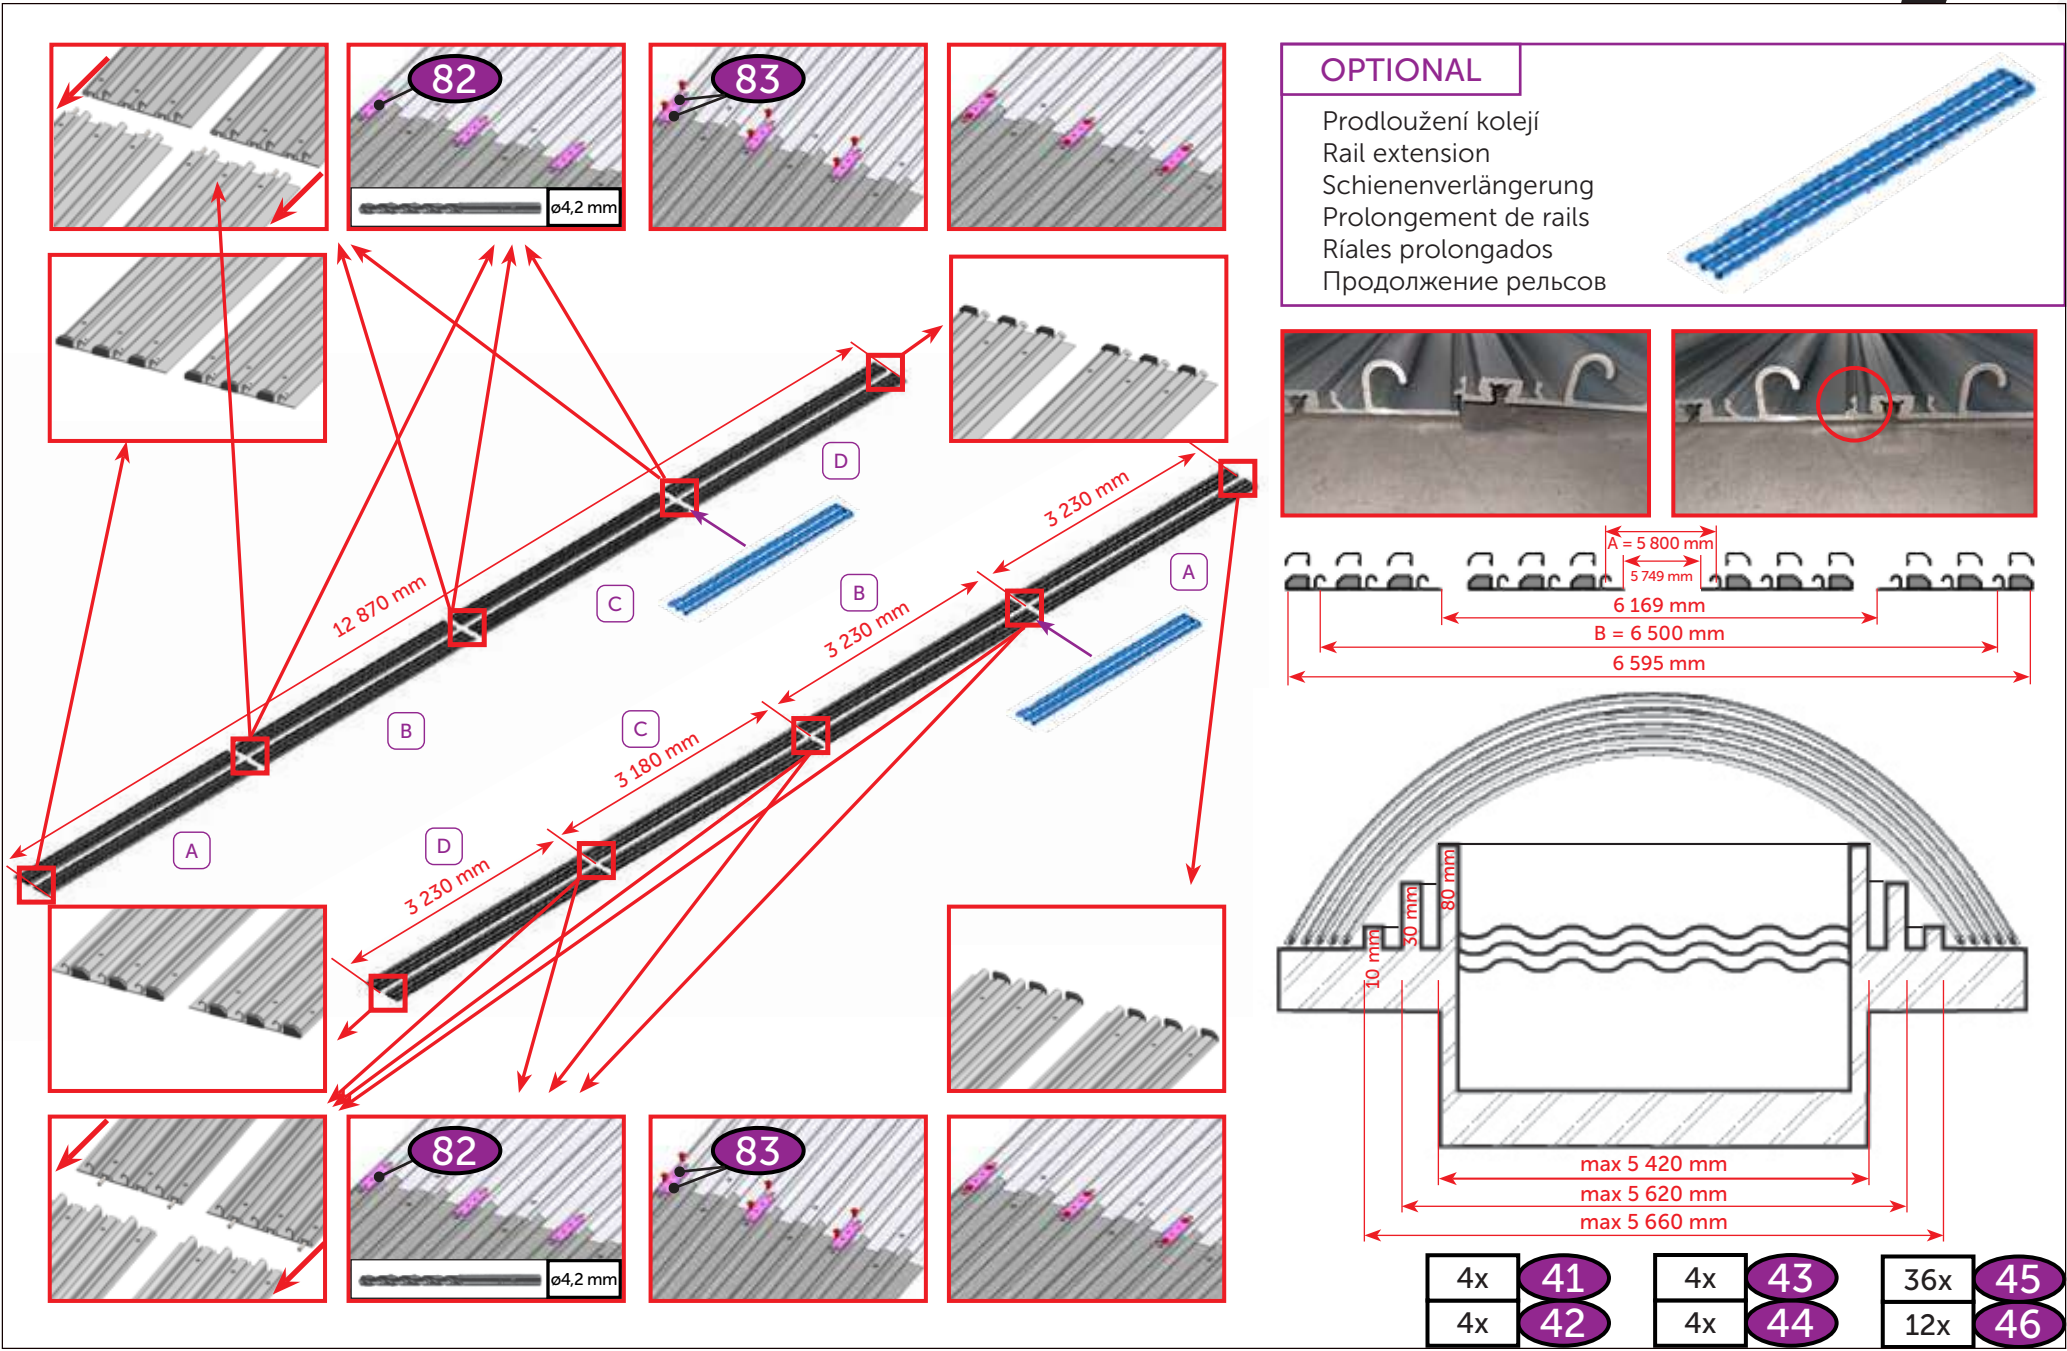 82
ø4,2 mm
83
OPTIONAL
Prodloužení kolejí
Rail extension
Schienenverlängerung
Prolongement de rails
Ríales prolongados
Продолжение рельсов
12 870 mm
A
B
C
D
3 230 mm
A
3 230 mm
B
3 180 mm
C
3 230 mm
D
A = 5 800 mm
5 749 mm
6 169 mm
B = 6 500 mm
6 595 mm
10 mm
30 mm
80 mm
max 5 420 mm
max 5 620 mm
max 5 660 mm
82
ø4,2 mm
83
4x 41
4x 42
4x 43
4x 44
36x 45
12x 46